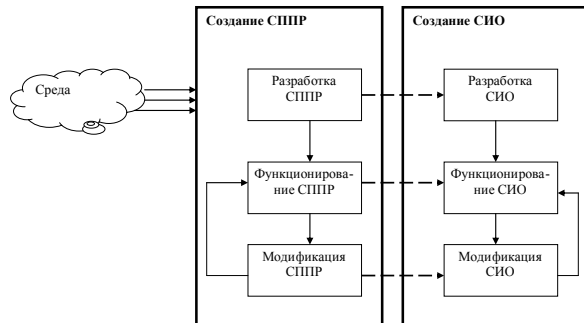 Создание СППР
Создание СИО
Среда
Разработка
СППР
Разработка
СИО
Функционирова-
ние СППР
Функционирова-
ние СИО
Модификация
СППР
Модификация
СИО